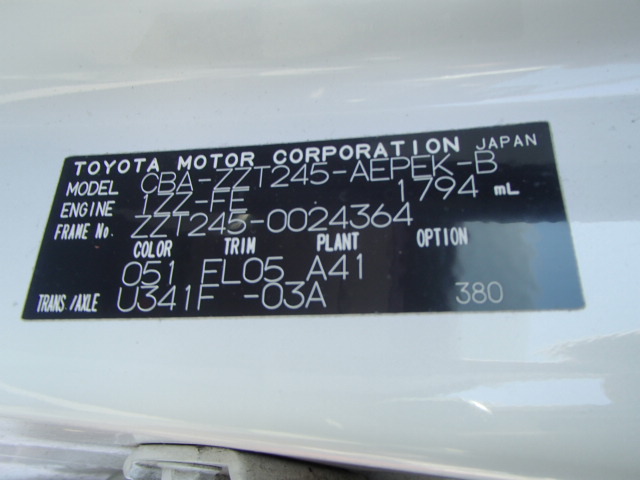 TOYOTA MOTOR CORPORATION JAPAN
MODEL CBA-ZZT245-AEPEK-B
ENGINE 1ZZ-FE 1794 mL
FRAME No. ZZT245-0024364
COLOR TRIM PLANT OPTION
051 FL05 A41
TRANS./AXLE U341F -03A 380